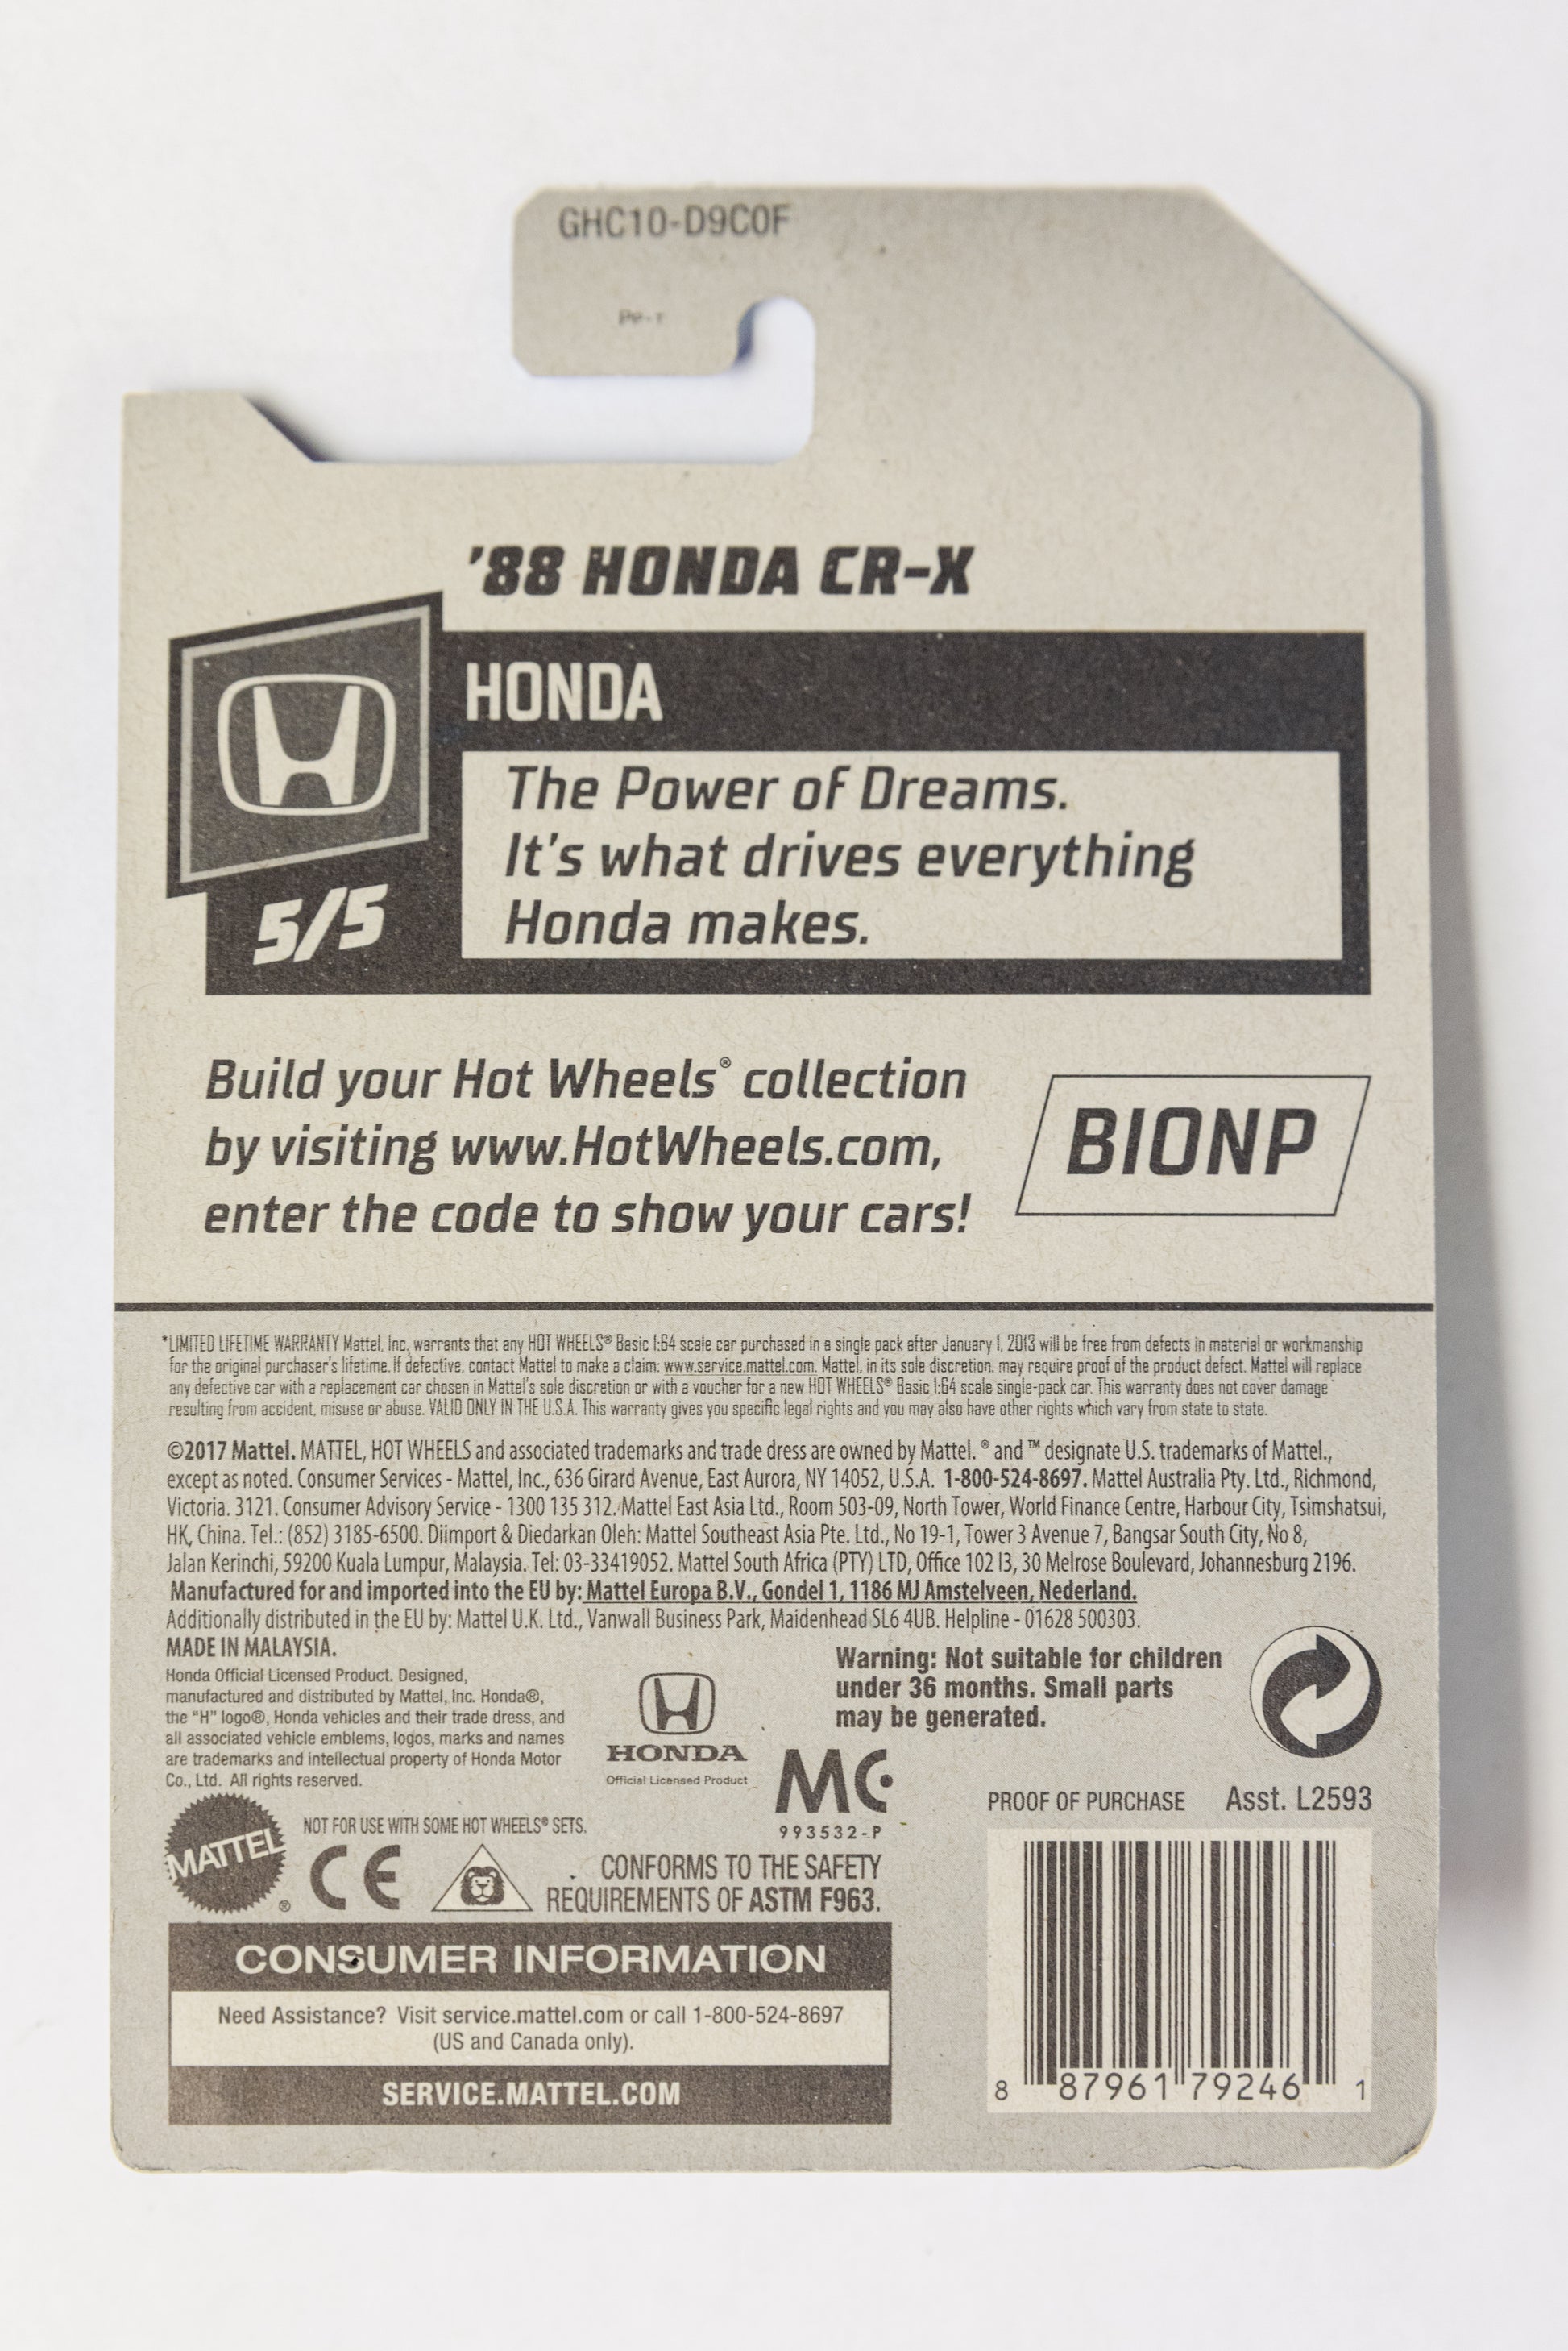 GHC10-D9C0F
'88 HONDA CR-X
HONDA
The Power of Dreams.
It's what drives everything
Honda makes.
5/5
Build your Hot Wheels® collection
by visiting www.HotWheels.com,
enter the code to show your cars!
BIONP
*LIMITED LIFETIME WARRANTY Mattel, Inc. warrants that any HOT WHEELS® Basic 1:64 scale car purchased in a single pack after January 1, 2013 will be free from defects in material or workmanship
for the original purchaser's lifetime. If defective, contact Mattel to make a claim: www.service.mattel.com. Mattel, in its sole discretion, may require proof of the product defect. Mattel will replace
any defective car with a replacement car chosen in Mattel's sole discretion or with a voucher for a new HOT WHEELS® Basic 1:64 scale single-pack car. This warranty does not cover damage
resulting from accident, misuse or abuse. VALID ONLY IN THE U.S.A. This warranty gives you specific legal rights and you may also have other rights which vary from state to state.
©2017 Mattel. MATTEL, HOT WHEELS and associated trademarks and trade dress are owned by Mattel. ® and ™ designate U.S. trademarks of Mattel.,
except as noted. Consumer Services - Mattel, Inc., 636 Girard Avenue, East Aurora, NY 14052, U.S.A. 1-800-524-8697. Mattel Australia Pty. Ltd., Richmond,
Victoria. 3121. Consumer Advisory Service - 1300 135 312. Mattel East Asia Ltd., Room 503-09, North Tower, World Finance Centre, Harbour City, Tsimshatsui,
HK, China. Tel.: (852) 3185-6500. Diimport & Diedarkan Oleh: Mattel Southeast Asia Pte. Ltd., No 19-1, Tower 3 Avenue 7, Bangsar South City, No 8,
Jalan Kerinchi, 59200 Kuala Lumpur, Malaysia. Tel: 03-33419052. Mattel South Africa (PTY) LTD, Office 102 I3, 30 Melrose Boulevard, Johannesburg 2196.
Manufactured for and imported into the EU by: Mattel Europa B.V., Gondel 1, 1186 MJ Amstelveen, Nederland.
Additionally distributed in the EU by: Mattel U.K. Ltd., Vanwall Business Park, Maidenhead SL6 4UB. Helpline - 01628 500303.
MADE IN MALAYSIA.
Honda Official Licensed Product. Designed,
manufactured and distributed by Mattel, Inc. Honda®,
the "H" logo®, Honda vehicles and their trade dress, and
all associated vehicle emblems, logos, marks and names
are trademarks and intellectual property of Honda Motor
Co., Ltd. All rights reserved.
HONDA
Official Licensed Product
Warning: Not suitable for children
under 36 months. Small parts
may be generated.
MC
993532-P
PROOF OF PURCHASE Asst. L2593
MATTEL®
NOT FOR USE WITH SOME HOT WHEELS® SETS.
CE
CONFORMS TO THE SAFETY
REQUIREMENTS OF ASTM F963.
CONSUMER INFORMATION
Need Assistance? Visit service.mattel.com or call 1-800-524-8697
(US and Canada only).
SERVICE.MATTEL.COM
8 87961 79246 1